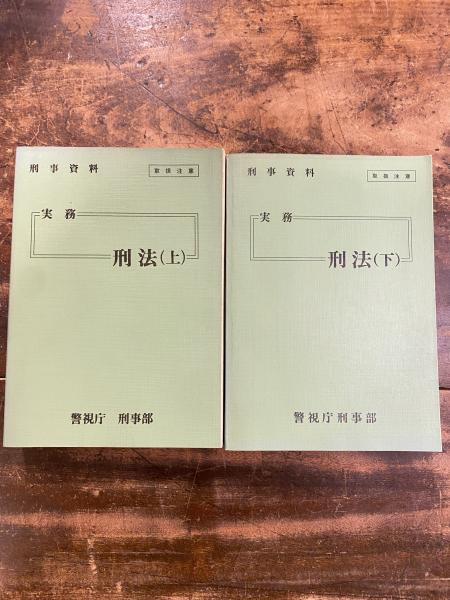 刑事資料
取扱注意
実務
刑法(上)
警視庁 刑事部
刑事資料
取扱注意
実務
刑法(下)
警視庁刑事部